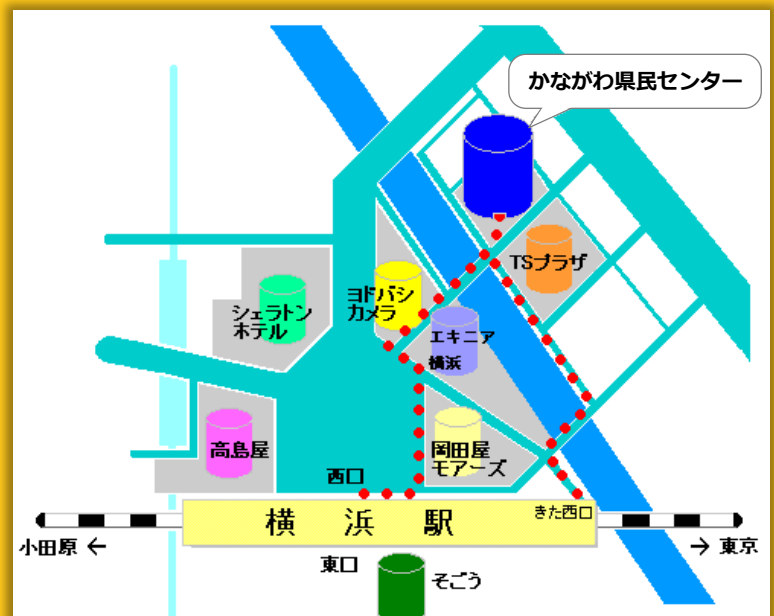 かながわ県民センター
TSプラザ
ヨドバシ
カメラ
シェラトン
ホテル
エキニア
横浜
高島屋
岡田屋
モアーズ
西口
きた西口
横浜駅
小田原 ←
→ 東京
東口
そごう